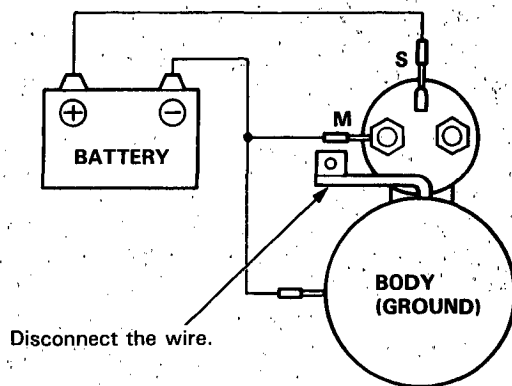 S
M
+ −
BATTERY
BODY
(GROUND)
Disconnect the wire.